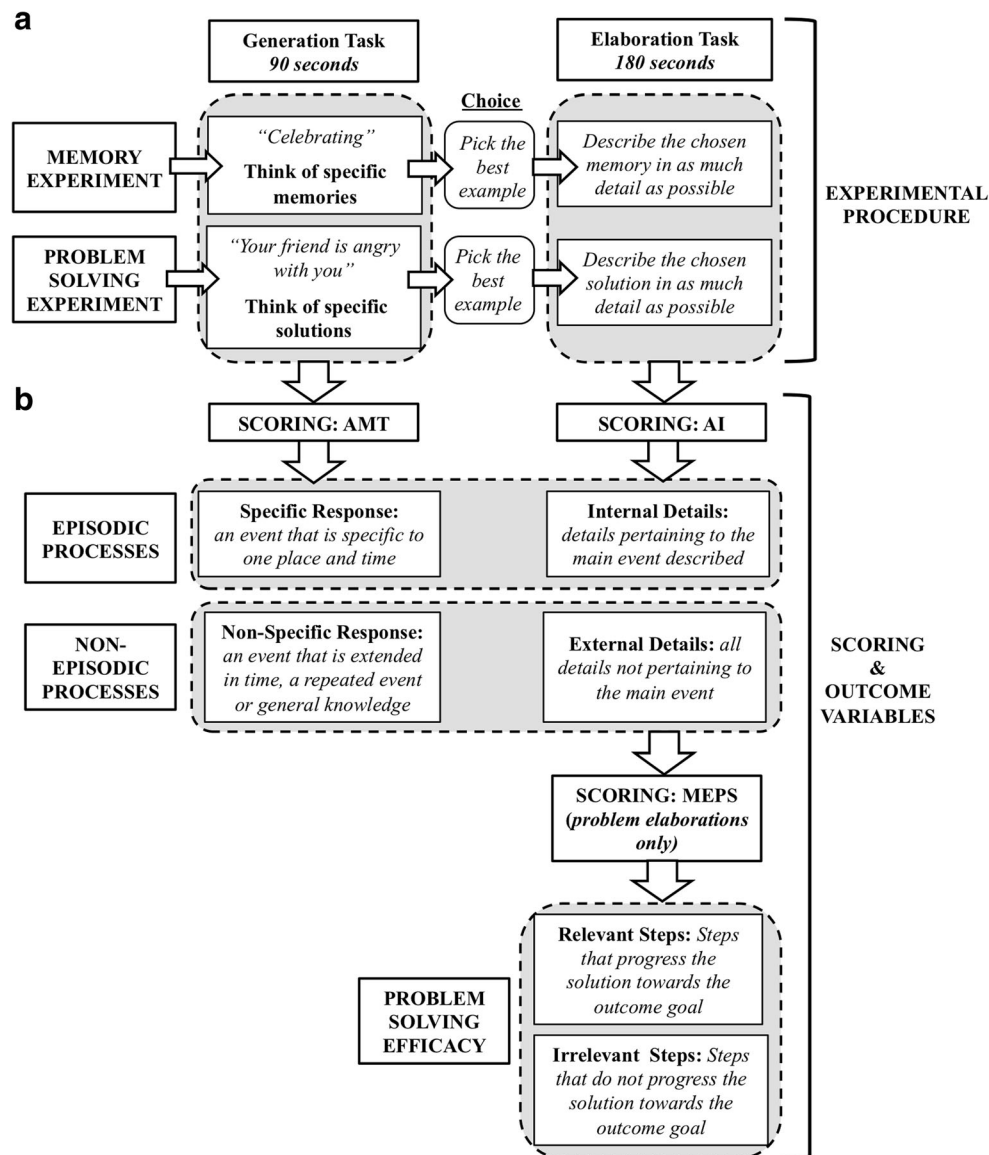 a
Generation Task
90 seconds
Elaboration Task
180 seconds
Choice
MEMORY
EXPERIMENT
“Celebrating”
Think of specific
memories
Pick the
best
example
Describe the chosen
memory in as much
detail as possible
EXPERIMENTAL
PROCEDURE
PROBLEM
SOLVING
EXPERIMENT
“Your friend is angry
with you”
Think of specific
solutions
Pick the
best
example
Describe the chosen
solution in as much
detail as possible
b
SCORING: AMT
SCORING: AI
EPISODIC
PROCESSES
Specific Response:
an event that is specific to
one place and time
Internal Details:
details pertaining to the
main event described
NON-
EPISODIC
PROCESSES
Non-Specific Response:
an event that is extended
in time, a repeated event
or general knowledge
External Details: all
details not pertaining to
the main event
SCORING
&
OUTCOME
VARIABLES
SCORING: MEPS
(problem elaborations
only)
PROBLEM
SOLVING
EFFICACY
Relevant Steps: Steps
that progress the
solution towards the
outcome goal
Irrelevant Steps: Steps
that do not progress the
solution towards the
outcome goal